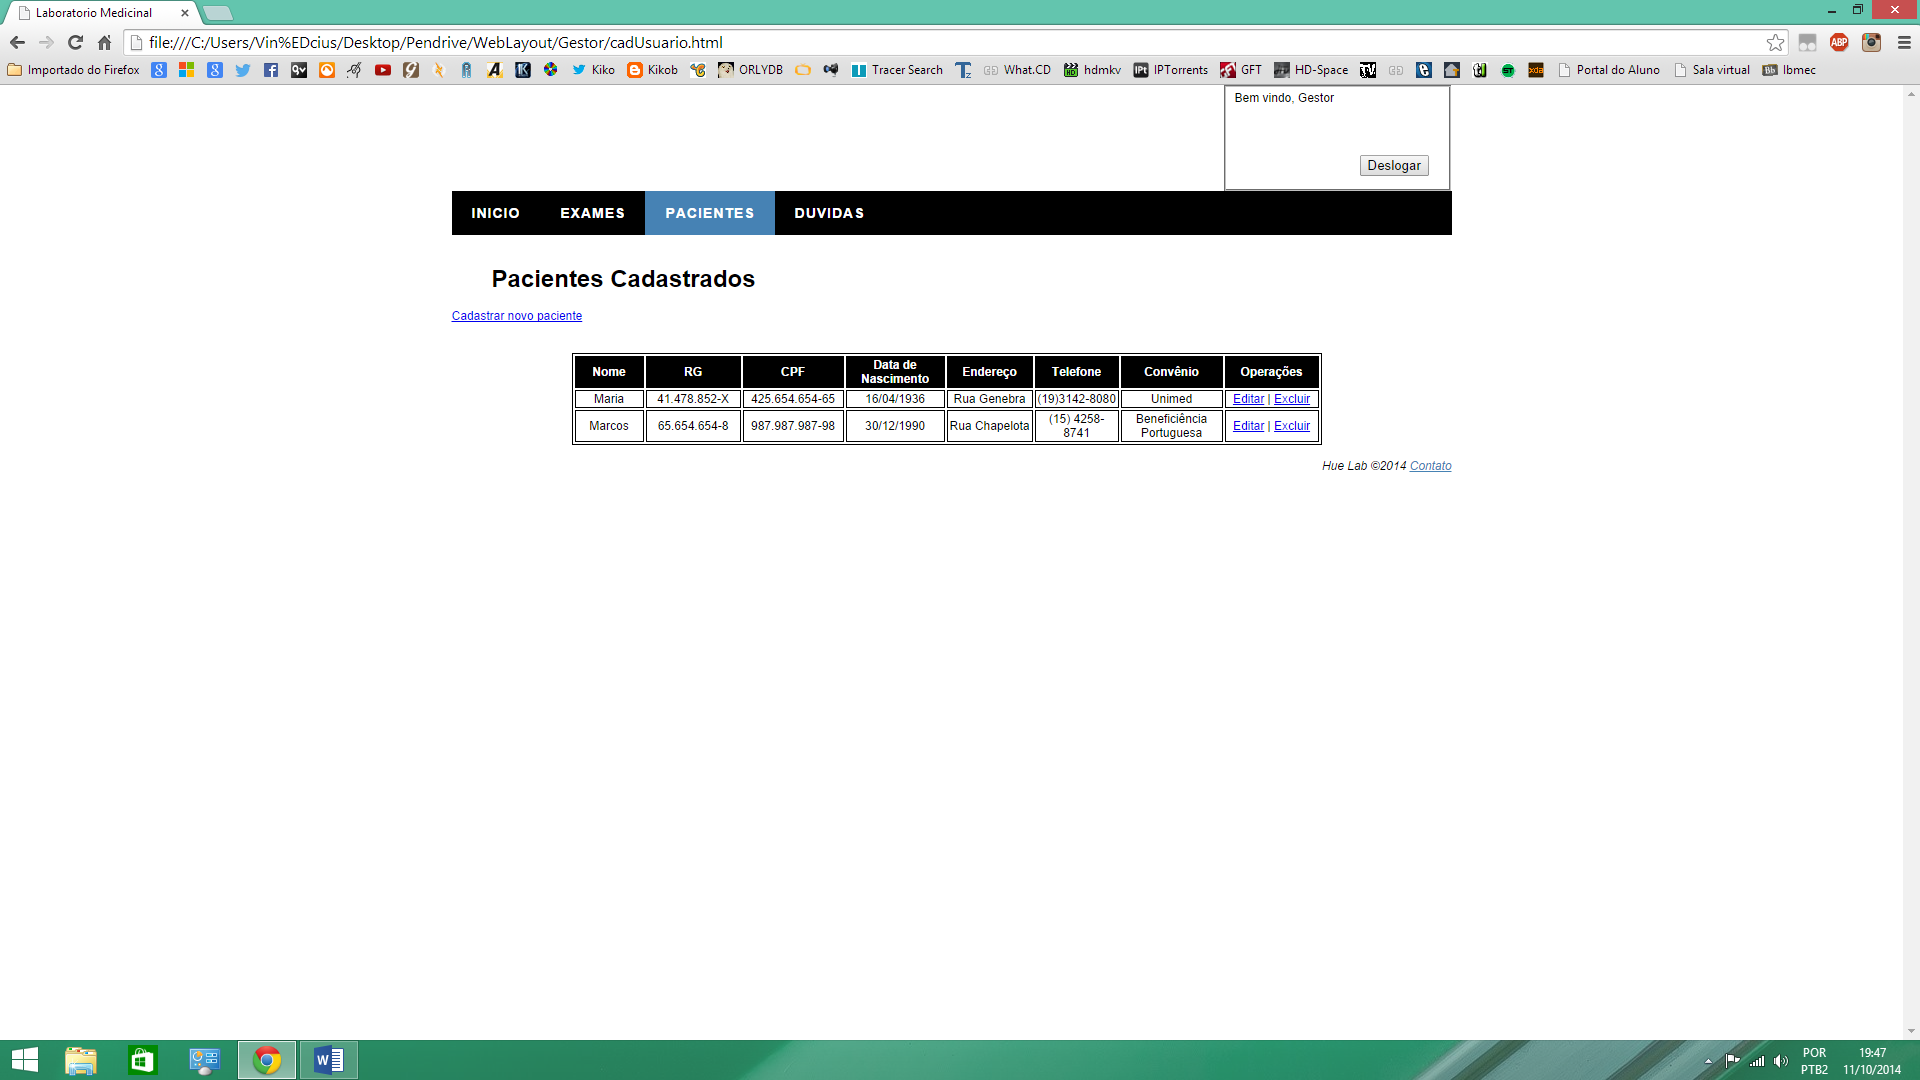 Laboratorio Medicinal
file:///C:/Users/Vin%EDcius/Desktop/Pendrive/WebLayout/Gestor/cadUsuario.html
ABP
Importado do Firefox Kiko Kikob ORLYDB Tracer Search What.CD hdmkv IPTorrents GFT HD-Space Portal do Aluno Sala virtual Bb Ibmec
Bem vindo, Gestor
Deslogar
INICIO EXAMES PACIENTES DUVIDAS
Pacientes Cadastrados
Cadastrar novo paciente
Nome RG CPF Data de Nascimento Endereço Telefone Convênio Operações
Maria 41.478.852-X 425.654.654-65 16/04/1936 Rua Genebra (19)3142-8080 Unimed Editar | Excluir
Marcos 65.654.654-8 987.987.987-98 30/12/1990 Rua Chapelota (15) 4258-8741 Beneficiência Portuguesa Editar | Excluir
Hue Lab ©2014 Contato
POR 19:47
PTB2 11/10/2014